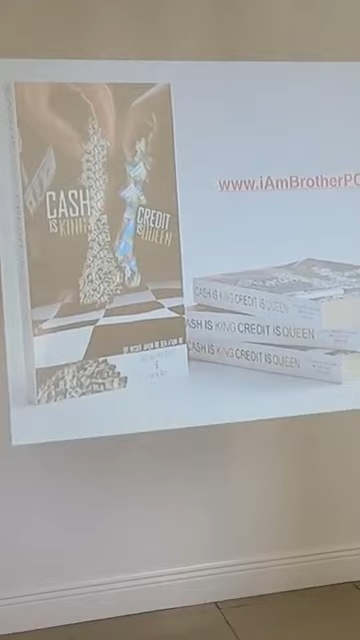 www.iAmBrotherPO
CASH
IS KING
CREDIT
IS QUEEN
CASH IS KING CREDIT IS QUEEN
CASH IS KING CREDIT IS QUEEN
CASH IS KING CREDIT IS QUEEN